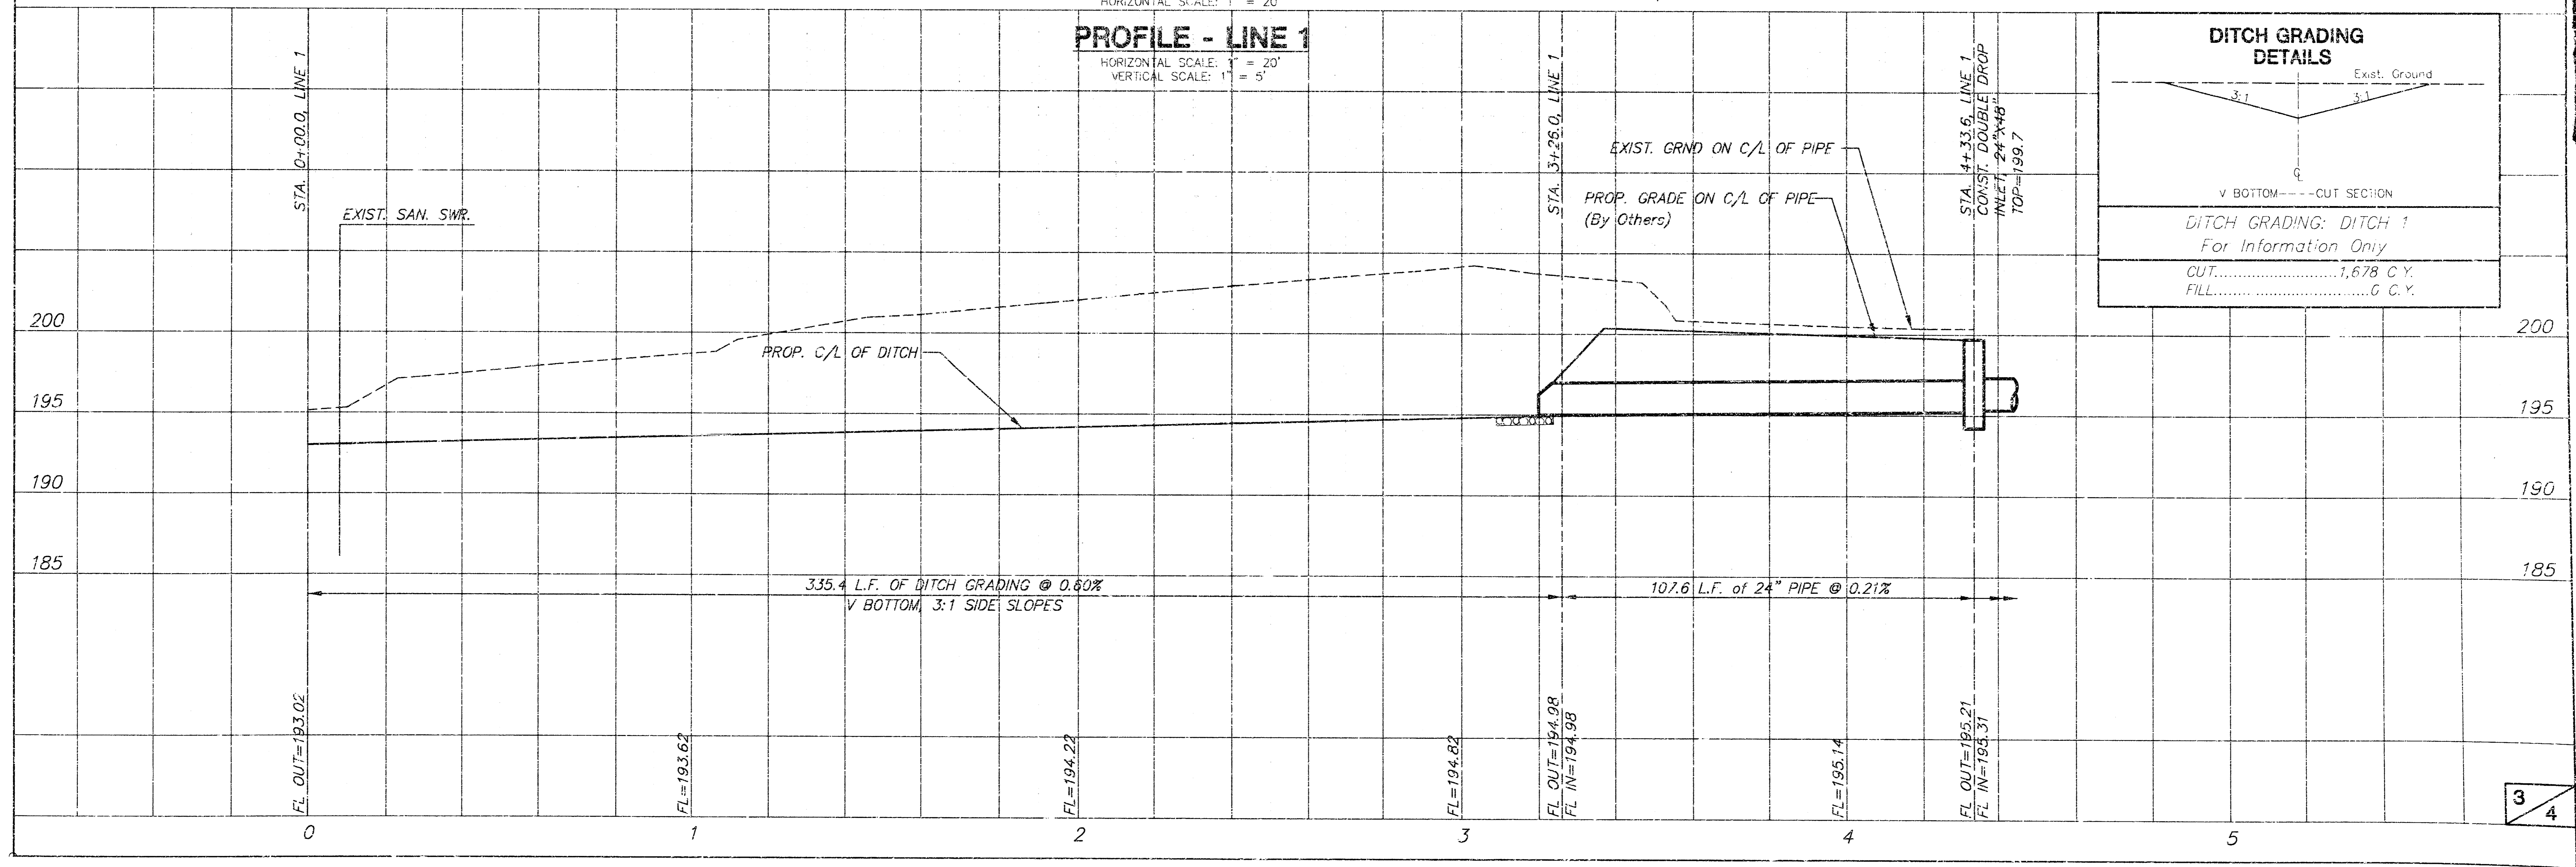 HORIZONTAL SCALE: 1" = 20'
PROFILE - LINE 1
HORIZONTAL SCALE: 1" = 20'
VERTICAL SCALE: 1" = 5'
STA. 0+00.0, LINE 1
EXIST. SAN. SWR.
PROP. C/L OF DITCH
STA. 3+26.0, LINE 1
EXIST. GRND ON C/L OF PIPE
PROP. GRADE ON C/L OF PIPE
(By Others)
STA. 4+33.6, LINE 1
CONST. DOUBLE DROP
INLET, 24"X48"
TOP=199.7
DITCH GRADING
DETAILS
Exist. Ground
3:1
3:1
V BOTTOM----CUT SECTION
DITCH GRADING: DITCH 1
For Information Only
CUT........................1,678 C.Y.
FILL..............................0 C.Y.
200
200
195
195
190
190
185
185
335.4 L.F. OF DITCH GRADING @ 0.60%
V BOTTOM, 3:1 SIDE SLOPES
107.6 L.F. of 24" PIPE @ 0.21%
FL OUT=193.02
FL=193.62
FL=194.22
FL=194.82
FL OUT=194.98
FL IN=194.98
FL=195.14
FL OUT=195.21
FL IN=195.31
0
1
2
3
4
5
3
4